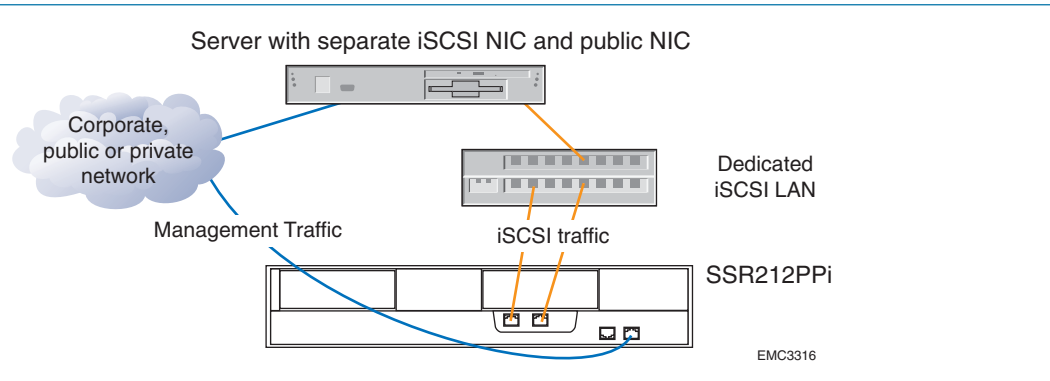 Server with separate iSCSI NIC and public NIC
Corporate,
public or private
network
Dedicated
iSCSI LAN
Management Traffic
iSCSI traffic
SSR212PPi
EMC3316